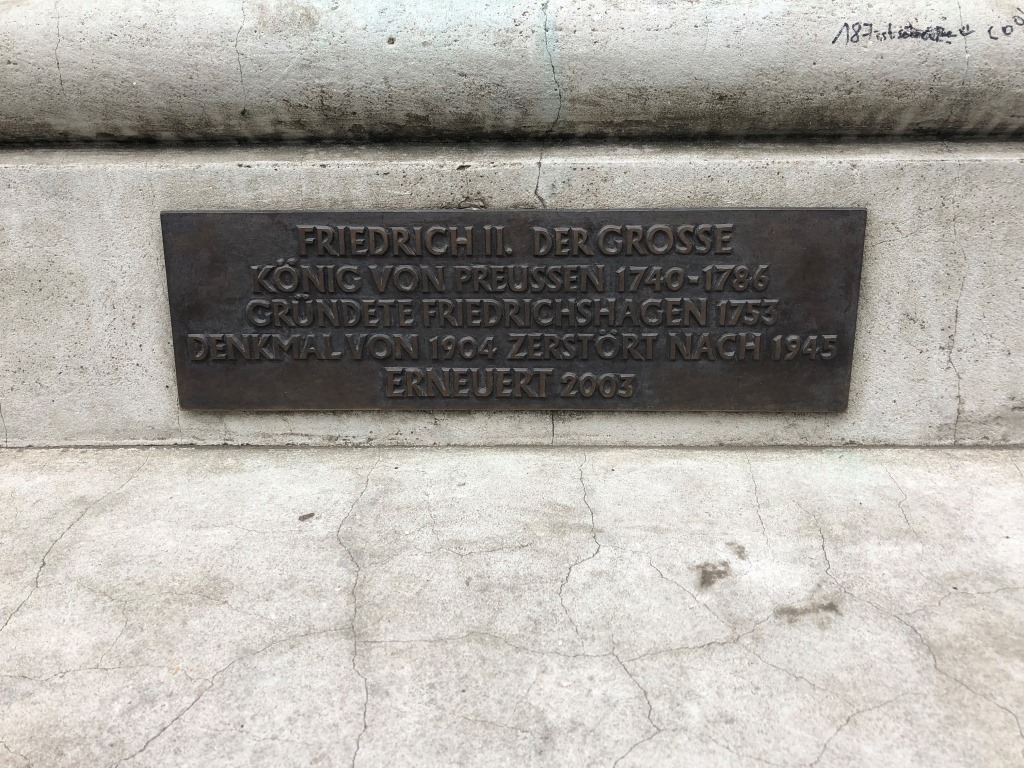 187
FRIEDRICH II. DER GROSSE
KÖNIG VON PREUSSEN 1740-1786
GRÜNDETE FRIEDRICHSHAGEN 1753
DENKMAL VON 1904 ZERSTÖRT NACH 1945
ERNEUERT 2003